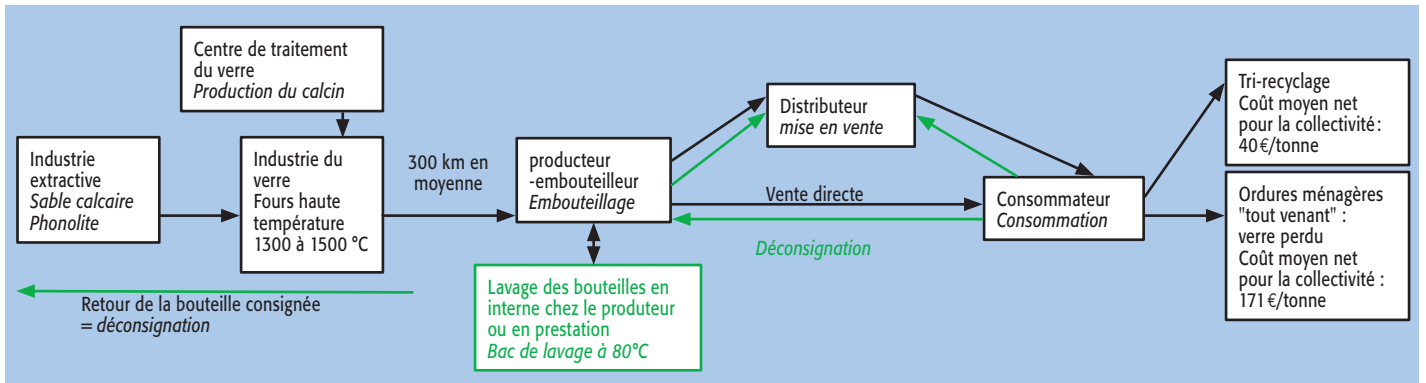 Centre de traitement
du verre
Production du calcin
Industrie
extractive
Sable calcaire
Phonolite
Industrie du
verre
Fours haute
température
1300 à 1500 °C
300 km en
moyenne
producteur
-embouteilleur
Embouteillage
Distributeur
mise en vente
Vente directe
Déconsignation
Consommateur
Consommation
Tri-recyclage
Coût moyen net
pour la collectivité :
40 €/tonne
Ordures ménagères
"tout venant" :
verre perdu
Coût moyen net
pour la collectivité :
171 €/tonne
Lavage des bouteilles en
interne chez le produteur
ou en prestation
Bac de lavage à 80°C
Retour de la bouteille consignée
= déconsignation